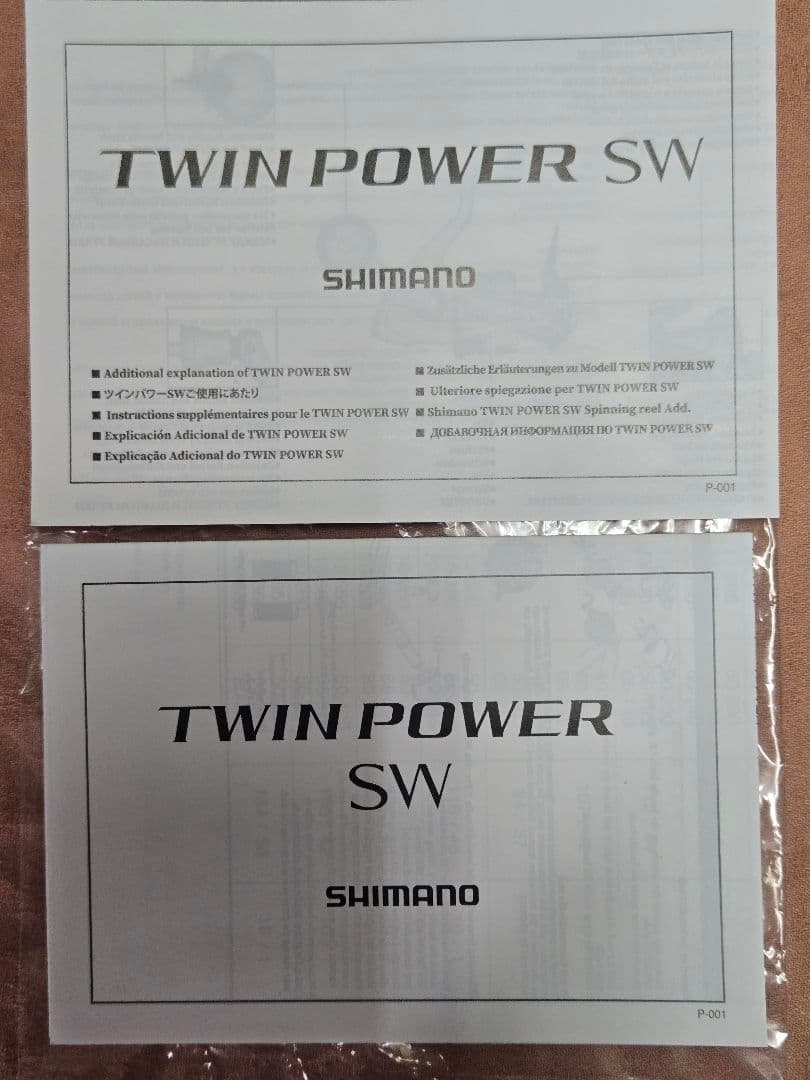 TWIN POWER SW
SHIMANO
■ Additional explanation of TWIN POWER SW
■ ツインパワーSWご使用にあたり
■ Instructions supplémentaires pour le TWIN POWER SW
■ Explicación Adicional de TWIN POWER SW
■ Explicação Adicional do TWIN POWER SW
■ Zusätzliche Erläuterungen zu Modell TWIN POWER SW
■ Ulteriore spiegazione per TWIN POWER SW
■ Shimano TWIN POWER SW Spinning reel Add.
■ ДОБАВОЧНАЯ ИНФОРМАЦИЯ ПО TWIN POWER SW
P-001
TWIN POWER
SW
SHIMANO
P-001